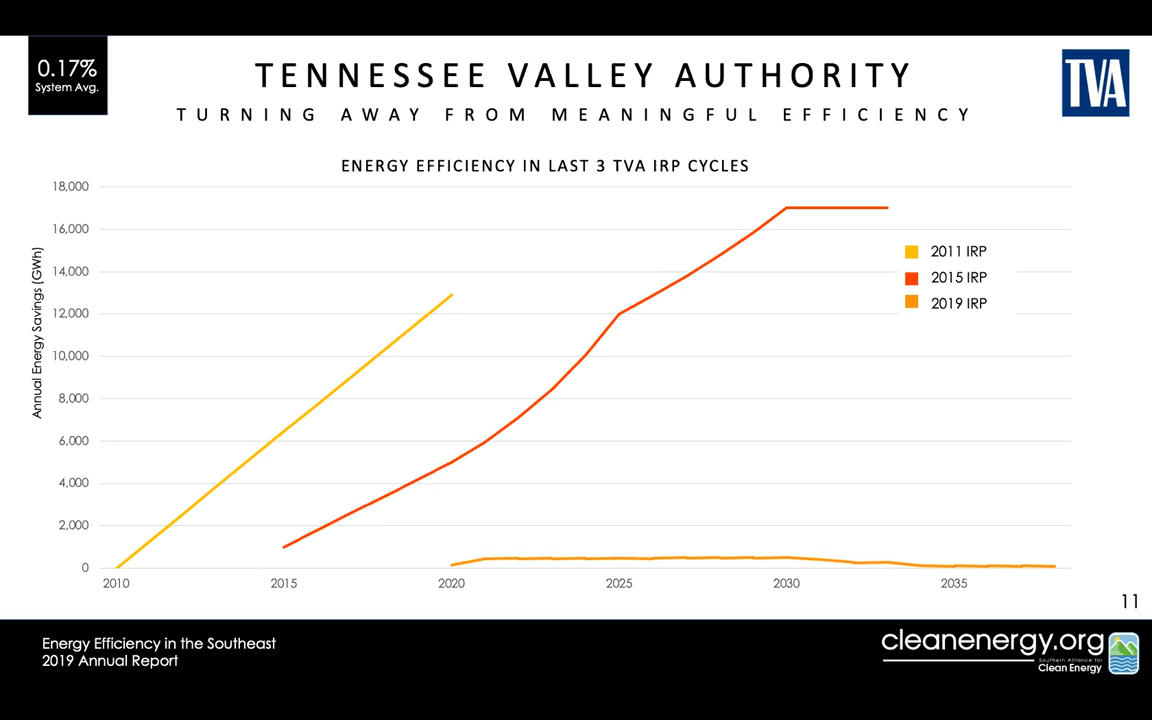 0.17%
System Avg.
TENNESSEE VALLEY AUTHORITY
TURNING AWAY FROM MEANINGFUL EFFICIENCY
TVA
ENERGY EFFICIENCY IN LAST 3 TVA IRP CYCLES
Annual Energy Savings (GWh)
18,000
16,000
14,000
12,000
10,000
8,000
6,000
4,000
2,000
0
2010 2015 2020 2025 2030 2035
2011 IRP
2015 IRP
2019 IRP
11
Energy Efficiency in the Southeast
2019 Annual Report
cleanenergy.org
Southern Alliance for
Clean Energy